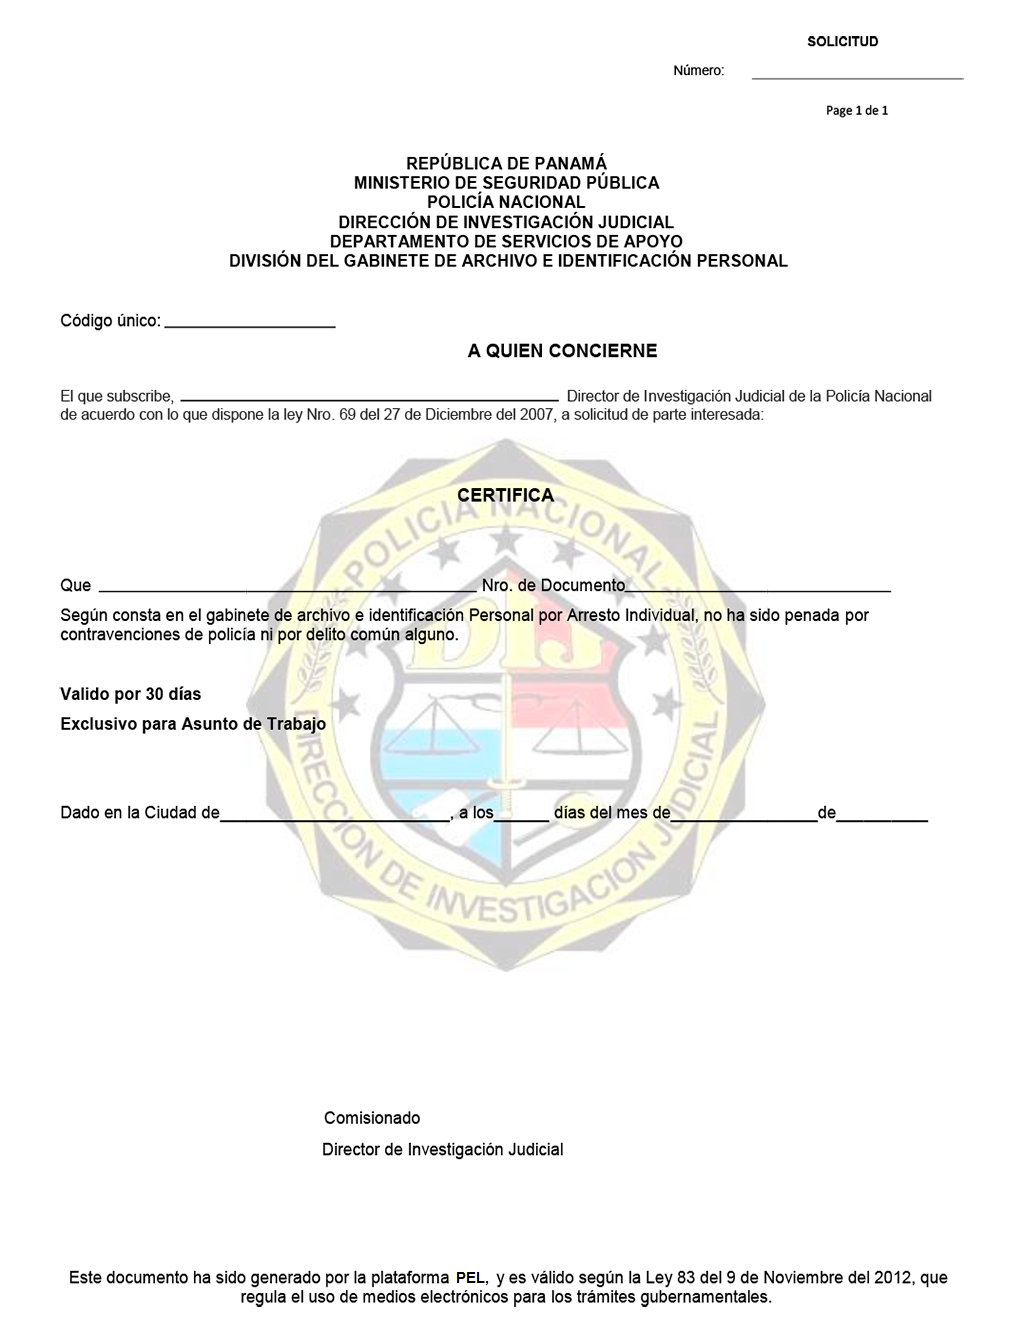 SOLICITUD
Número:
Page 1 de 1
REPÚBLICA DE PANAMÁ
MINISTERIO DE SEGURIDAD PÚBLICA
POLICÍA NACIONAL
DIRECCIÓN DE INVESTIGACIÓN JUDICIAL
DEPARTAMENTO DE SERVICIOS DE APOYO
DIVISIÓN DEL GABINETE DE ARCHIVO E IDENTIFICACIÓN PERSONAL
Código único:
A QUIEN CONCIERNE
El que subscribe, Director de Investigación Judicial de la Policía Nacional
de acuerdo con lo que dispone la ley Nro. 69 del 27 de Diciembre del 2007, a solicitud de parte interesada:
CERTIFICA
POLICIA NACIONAL
DIJ
DIRECCION DE INVESTIGACION JUDICIAL
Que Nro. de Documento
Según consta en el gabinete de archivo e identificación Personal por Arresto Individual, no ha sido penada por
contravenciones de policía ni por delito común alguno.
Valido por 30 días
Exclusivo para Asunto de Trabajo
Dado en la Ciudad de , a los días del mes de de
Comisionado
Director de Investigación Judicial
Este documento ha sido generado por la plataforma PEL, y es válido según la Ley 83 del 9 de Noviembre del 2012, que
regula el uso de medios electrónicos para los trámites gubernamentales.